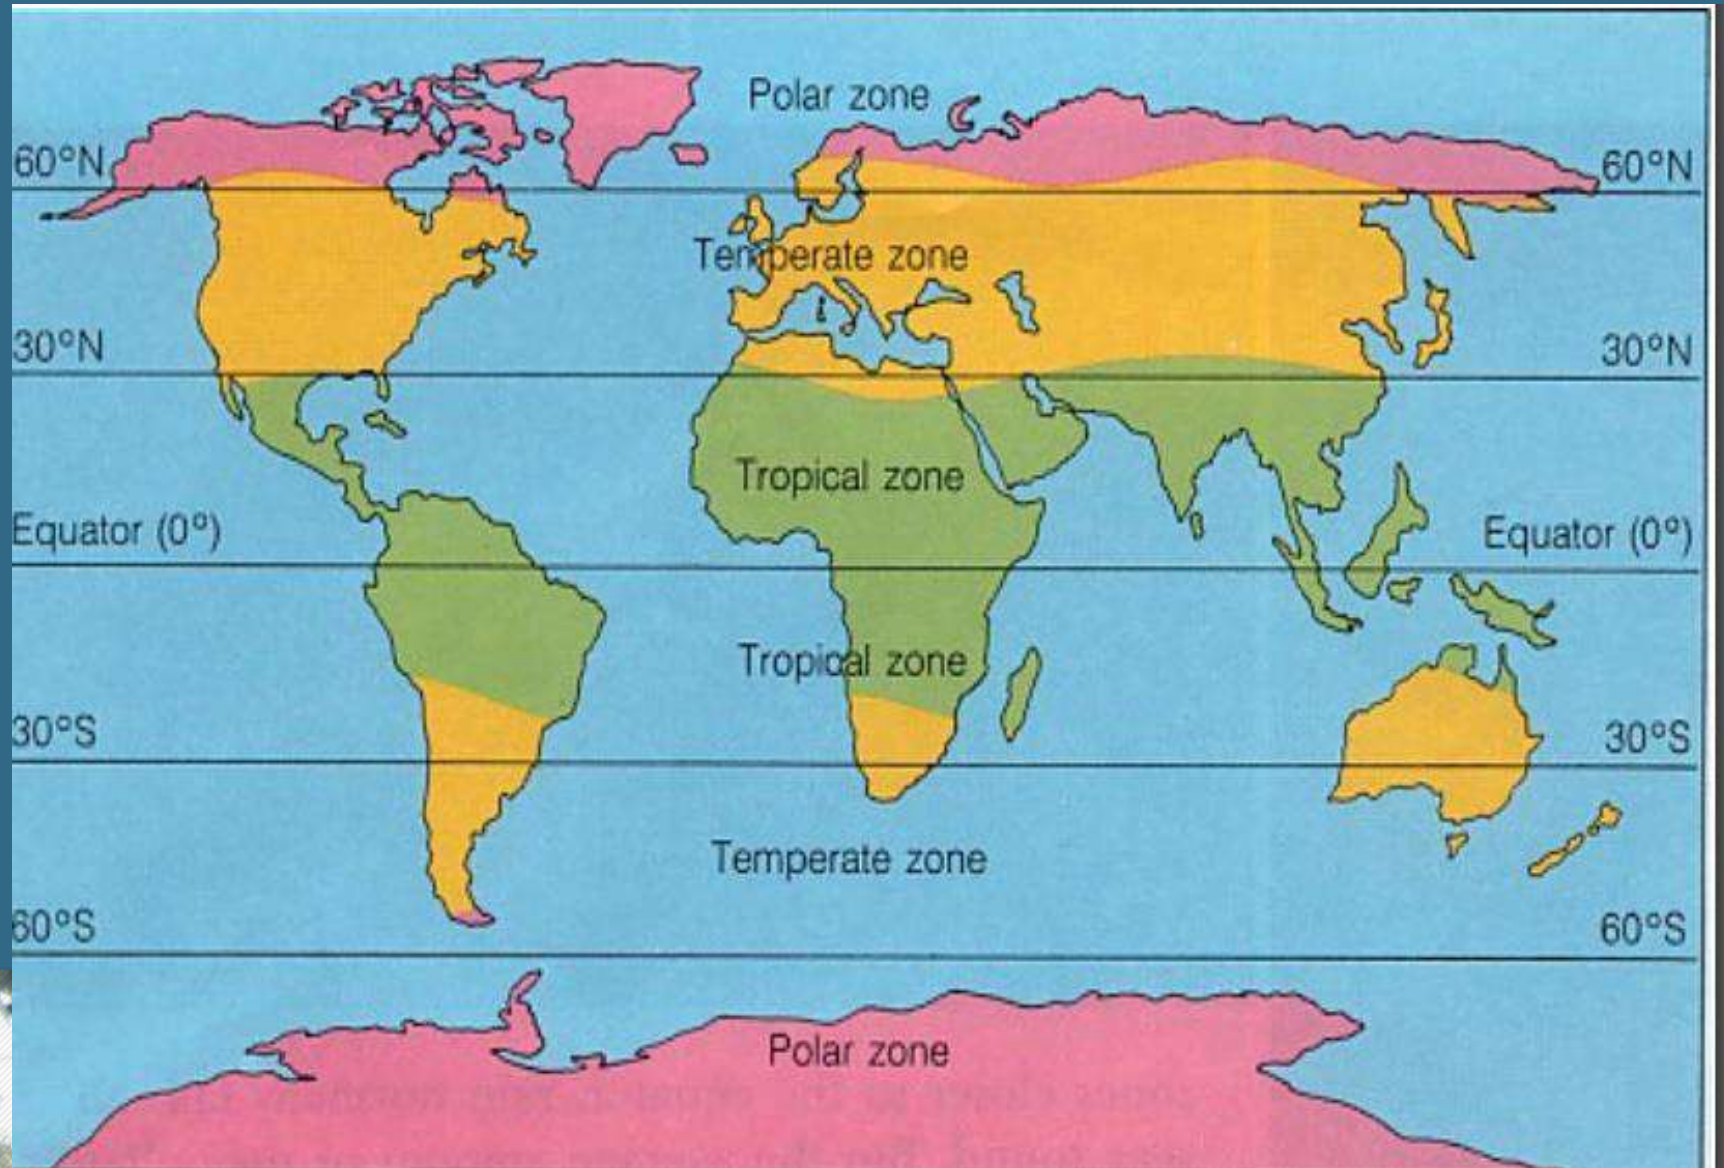 Polar zone
60°N
60°N
Temperate zone
30°N
30°N
Tropical zone
Equator (0°)
Equator (0°)
Tropical zone
30°S
30°S
Temperate zone
60°S
60°S
Polar zone